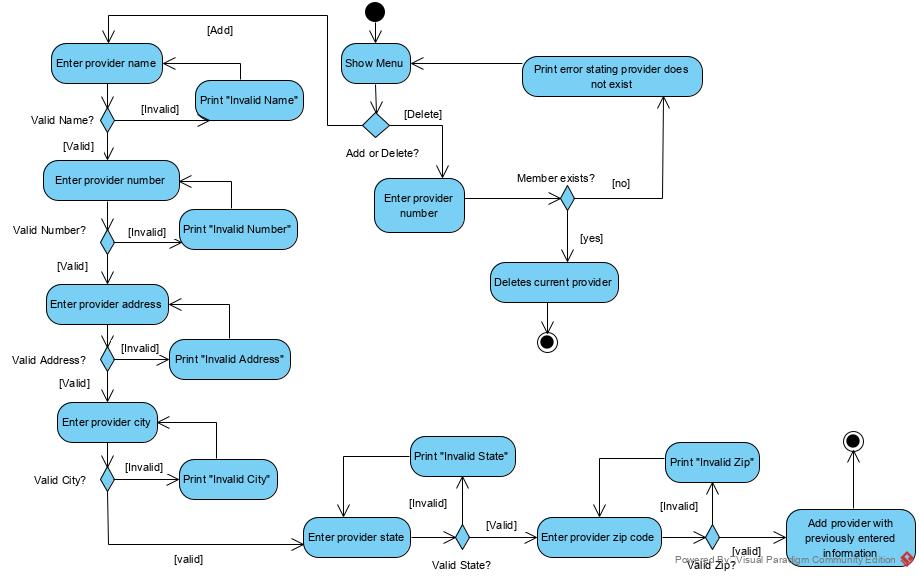 [Add]
Enter provider name
Show Menu
Print error stating provider does
not exist
Print "Invalid Name"
[Invalid]
Valid Name?
[Delete]
[Valid]
Add or Delete?
Enter provider number
Member exists?
[no]
Enter provider
number
Valid Number?
[Invalid]
Print "Invalid Number"
[yes]
[Valid]
Deletes current provider
Enter provider address
[Invalid]
Valid Address?
Print "Invalid Address"
[Valid]
Enter provider city
Print "Invalid State"
Print "Invalid Zip"
[Invalid]
Valid City?
Print "Invalid City"
[Invalid]
[Invalid]
[Valid]
Enter provider state
Enter provider zip code
Add provider with
previously entered
information
[valid]
[valid]
Valid State?
Valid Zip?
Powered By Visual Paradigm Community Edition